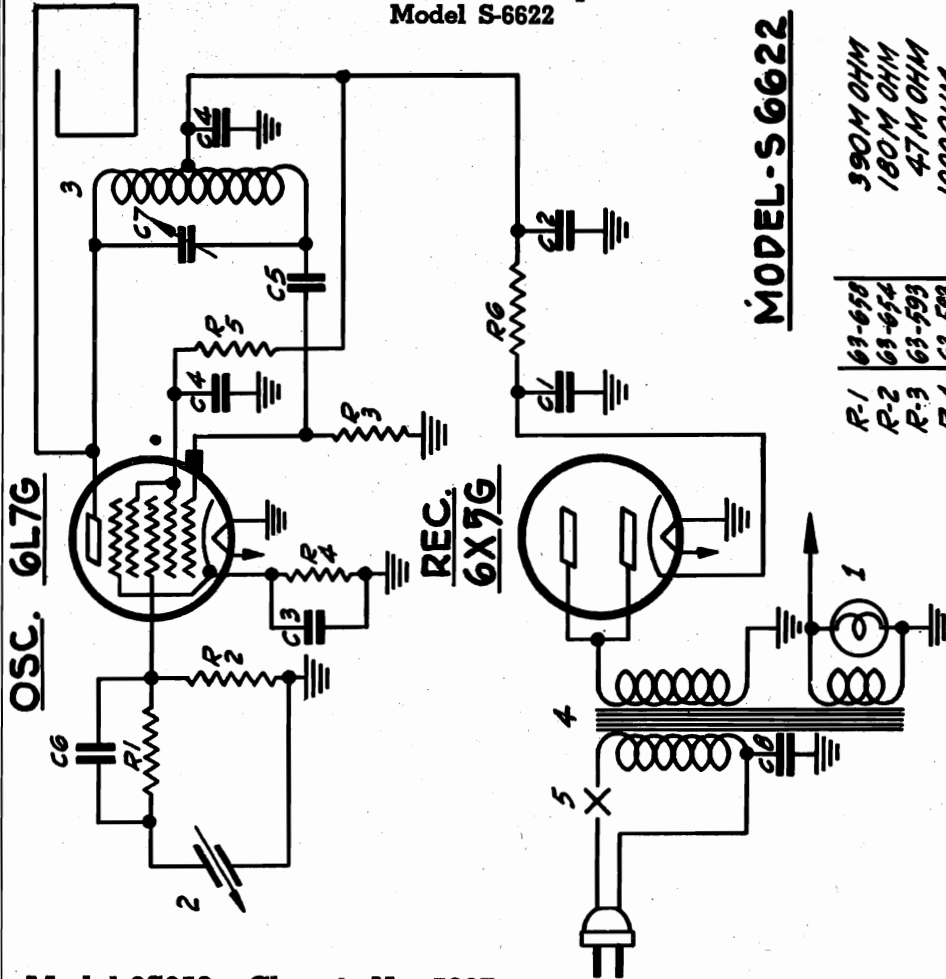 Model S-6622
OSC. 6L7G
C6
R1
R2
2
C3
R4
C4
R5
R3
C5
C7
3
C4
REC.
6X5G
C1
R6
C2
5
4
C8
1
MODEL-S6622
R-1 63-658 390M OHM
R-2 63-654 180M OHM
R-3 63-593 47M OHM